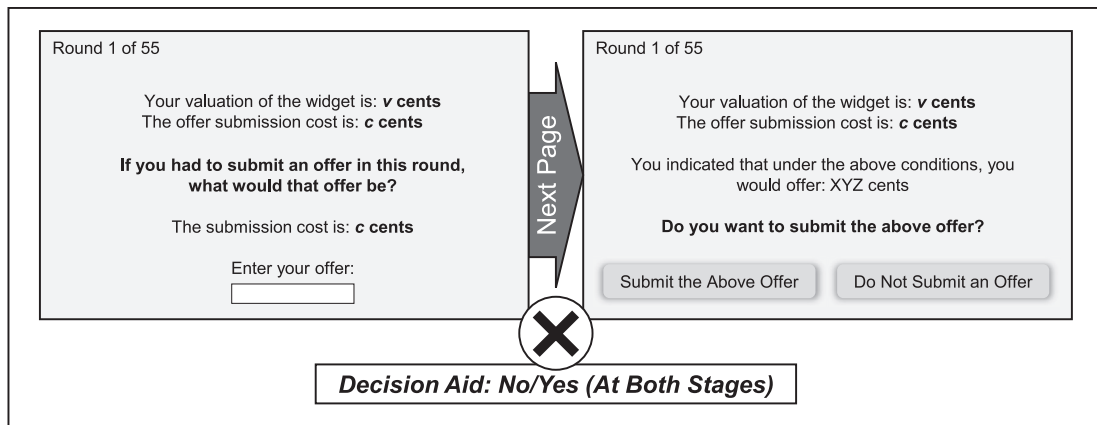 Round 1 of 55
Your valuation of the widget is: v cents
The offer submission cost is: c cents
If you had to submit an offer in this round,
what would that offer be?
The submission cost is: c cents
Enter your offer:
Next Page
Round 1 of 55
Your valuation of the widget is: v cents
The offer submission cost is: c cents
You indicated that under the above conditions, you
would offer: XYZ cents
Do you want to submit the above offer?
Submit the Above Offer
Do Not Submit an Offer
Decision Aid: No/Yes (At Both Stages)